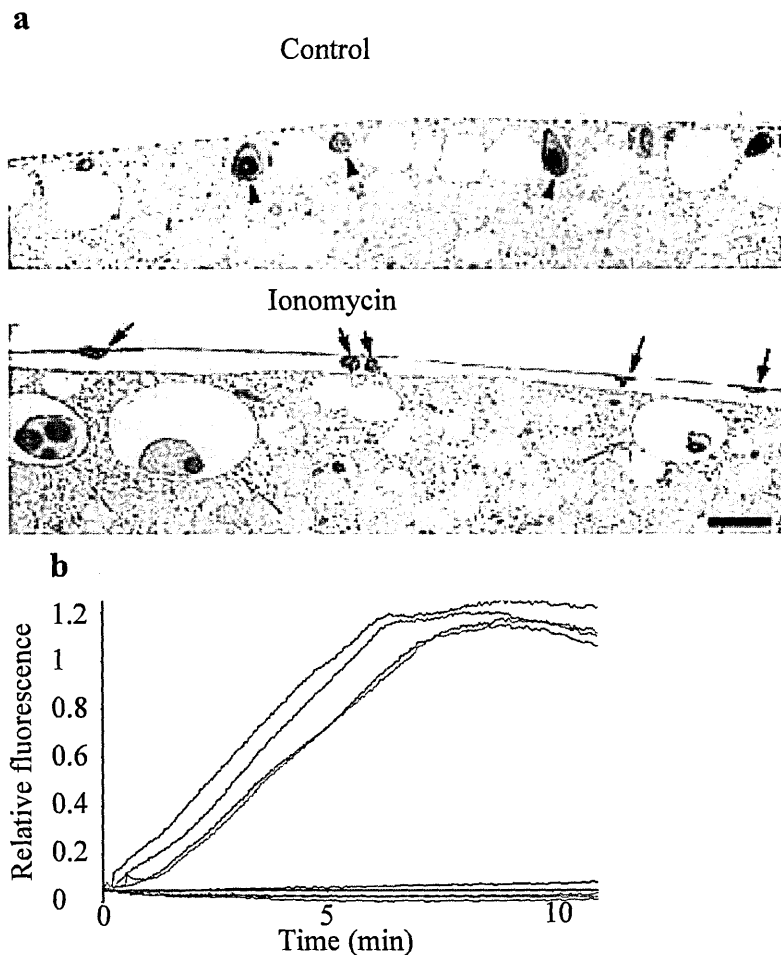 a
Control
Ionomycin
b
Relative fluorescence
1.2
1
0.8
0.6
0.4
0.2
0
0 5 10
Time (min)